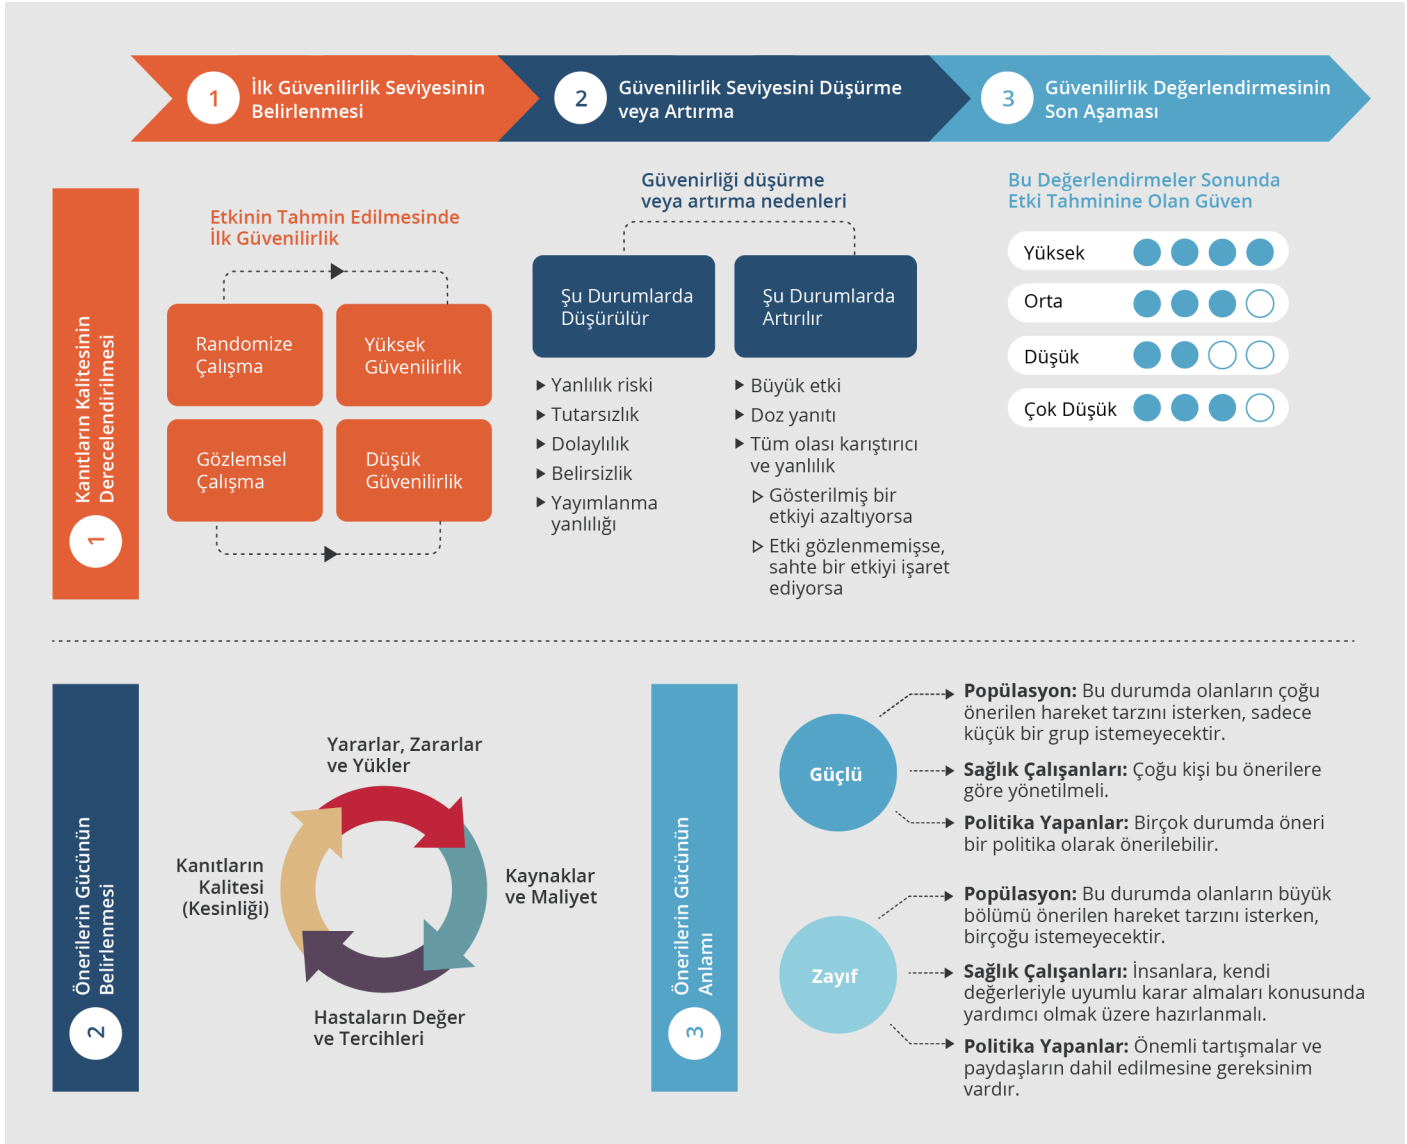 1
İlk Güvenilirlik Seviyesinin
Belirlenmesi
2
Güvenilirlik Seviyesini Düşürme
veya Artırma
3
Güvenilirlik Değerlendirmesinin
Son Aşaması
1
Kanıtların Kalitesinin
Derecelendirilmesi
Etkinin Tahmin Edilmesinde
İlk Güvenilirlik
Randomize
Çalışma
Yüksek
Güvenilirlik
Gözlemsel
Çalışma
Düşük
Güvenilirlik
Güvenirliği düşürme
veya artırma nedenleri
Şu Durumlarda
Düşürülür
Yanlılık riski
Tutarsızlık
Dolaylılık
Belirsizlik
Yayımlanma
yanlılığı
Şu Durumlarda
Artırılır
Büyük etki
Doz yanıtı
Tüm olası karıştırıcı
ve yanlılık
Gösterilmiş bir
etkiyi azaltıyorsa
Etki gözlenmemişse,
sahte bir etkiyi işaret
ediyorsa
Bu Değerlendirmeler Sonunda
Etki Tahminine Olan Güven
Yüksek
Orta
Düşük
Çok Düşük
2
Önerilerin Gücünün
Belirlenmesi
Yararlar, Zararlar
ve Yükler
Kanıtların
Kalitesi
(Kesinliği)
Kaynaklar
ve Maliyet
Hastaların Değer
ve Tercihleri
3
Önerilerin Gücünün
Anlamı
Güçlü
Popülasyon: Bu durumda olanların çoğu
önerilen hareket tarzını isterken, sadece
küçük bir grup istemeyecektir.
Sağlık Çalışanları: Çoğu kişi bu önerilere
göre yönetilmeli.
Politika Yapanlar: Birçok durumda öneri
bir politika olarak önerilebilir.
Zayıf
Popülasyon: Bu durumda olanların büyük
bölümü önerilen hareket tarzını isterken,
birçoğu istemeyecektir.
Sağlık Çalışanları: İnsanlara, kendi
değerleriyle uyumlu karar almaları konusunda
yardımcı olmak üzere hazırlanmalı.
Politika Yapanlar: Önemli tartışmalar ve
paydaşların dahil edilmesine gereksinim
vardır.